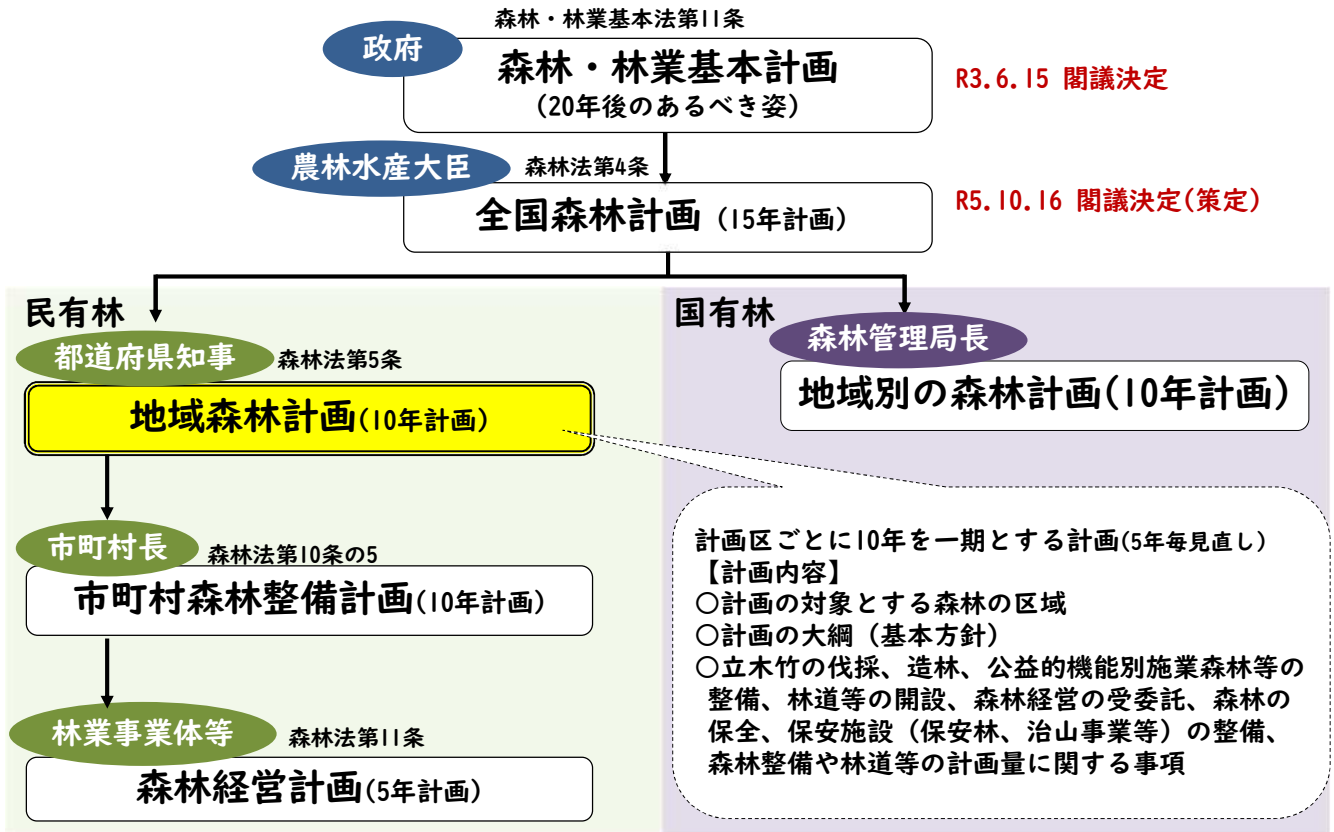 森林・林業基本法第11条
政府
森林・林業基本計画
(20年後のあるべき姿)
R3.6.15 閣議決定
農林水産大臣
森林法第4条
全国森林計画 (15年計画)
R5.10.16 閣議決定(策定)
民有林
都道府県知事
森林法第5条
地域森林計画(10年計画)
市町村長
森林法第10条の5
市町村森林整備計画(10年計画)
林業事業体等
森林法第11条
森林経営計画(5年計画)
国有林
森林管理局長
地域別の森林計画(10年計画)
計画区ごとに10年を一期とする計画(5年毎見直し)
【計画内容】
〇計画の対象とする森林の区域
〇計画の大綱(基本方針)
〇立木竹の伐採、造林、公益的機能別施業森林等の
整備、林道等の開設、森林経営の受委託、森林の
保全、保安施設(保安林、治山事業等)の整備、
森林整備や林道等の計画量に関する事項